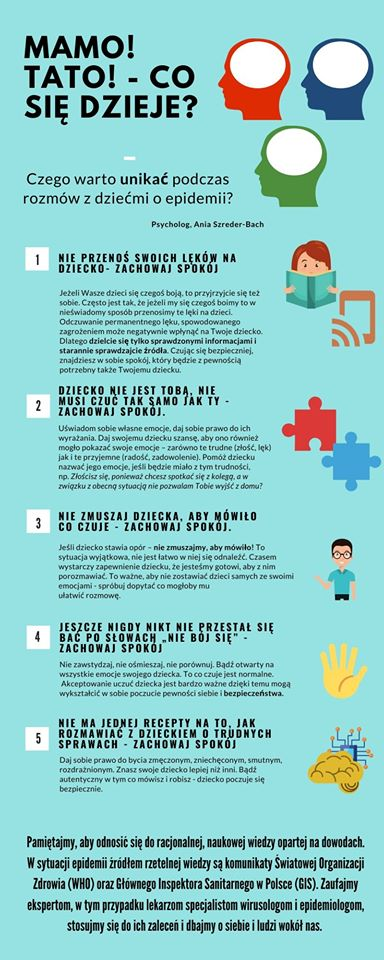 MAMO!
TATO! - CO
SIĘ DZIEJE?
Czego warto unikać podczas
rozmów z dziećmi o epidemii?
Psycholog, Ania Szreder-Bach
1
NIE PRZENOŚ SWOICH LĘKÓW NA
DZIECKO- ZACHOWAJ SPOKÓJ
Jeżeli Wasze dzieci się czegoś boją, to przyjrzyjcie się też
sobie. Często jest tak, że jeżeli my się czegoś boimy to w
nieświadomy sposób przenosimy te lęki na dzieci.
Odczuwanie permanentnego lęku, spowodowanego
zagrożeniem może negatywnie wpłynąć na Twoje dziecko.
Dlatego dzielcie się tylko sprawdzonymi informacjami i
starannie sprawdzajcie źródła. Czując się bezpieczniej,
znajdziesz w sobie spokój, który będzie z pewnością
potrzebny także Twojemu dziecku.
2
DZIECKO NIE JEST TOBĄ, NIE
MUSI CZUĆ TAK SAMO JAK TY -
ZACHOWAJ SPOKÓJ.
Uświadom sobie własne emocje, daj sobie prawo do ich
wyrażania. Daj swojemu dziecku szansę, aby ono również
mogło pokazać swoje emocje – zarówno te trudne (złość, lęk)
jak i te przyjemne (radość, zadowolenie). Pomóż dziecku
nazwać jego emocje, jeśli będzie miało z tym trudności,
np. Złościsz się, ponieważ chcesz spotkać się z kolegą, a w
związku z obecną sytuacją nie pozwalam Tobie wyjść z domu?
3
NIE ZMUSZAJ DZIECKA, ABY MÓWIŁO
CO CZUJE - ZACHOWAJ SPOKÓJ.
Jeśli dziecko stawia opór – nie zmuszajmy, aby mówiło! To
sytuacja wyjątkowa, nie jest łatwo w niej się odnaleźć. Czasem
wystarczy zapewnienie dziecku, że jesteśmy gotowi, aby z nim
porozmawiać. To ważne, aby nie zostawiać dzieci samych ze swoimi
emocjami - spróbuj dopytać co mogłoby mu
ułatwić rozmowę.
4
JESZCZE NIGDY NIKT NIE PRZESTAŁ SIĘ
BAĆ PO SŁOWACH „NIE BÓJ SIĘ” -
ZACHOWAJ SPOKÓJ
Nie zawstydzaj, nie ośmieszaj, nie porównuj. Bądź otwarty na
wszystkie emocje swojego dziecka. To co czuje jest normalne.
Akceptowanie uczuć dziecka jest bardzo ważne dzięki temu mogą
wykształcić w sobie poczucie pewności siebie i bezpieczeństwa.
5
NIE MA JEDNEJ RECEPTY NA TO, JAK
ROZMAWIAĆ Z DZIECKIEM O TRUDNYCH
SPRAWACH - ZACHOWAJ SPOKÓJ
Daj sobie prawo do bycia zmęczonym, zniechęconym, smutnym,
rozdrażnionym. Znasz swoje dziecko lepiej niż inni. Bądź
autentyczny w tym co mówisz i robisz - dziecko poczuje się
bezpiecznie.
Pamiętajmy, aby odnosić się do racjonalnej, naukowej wiedzy opartej na dowodach.
W sytuacji epidemii źródłem rzetelnej wiedzy są komunikaty Światowej Organizacji
Zdrowia (WHO) oraz Głównego Inspektora Sanitarnego w Polsce (GIS). Zaufajmy
ekspertom, w tym przypadku lekarzom specjalistom wirusologom i epidemiologom,
stosujmy się do ich zaleceń i dbajmy o siebie i ludzi wokół nas.